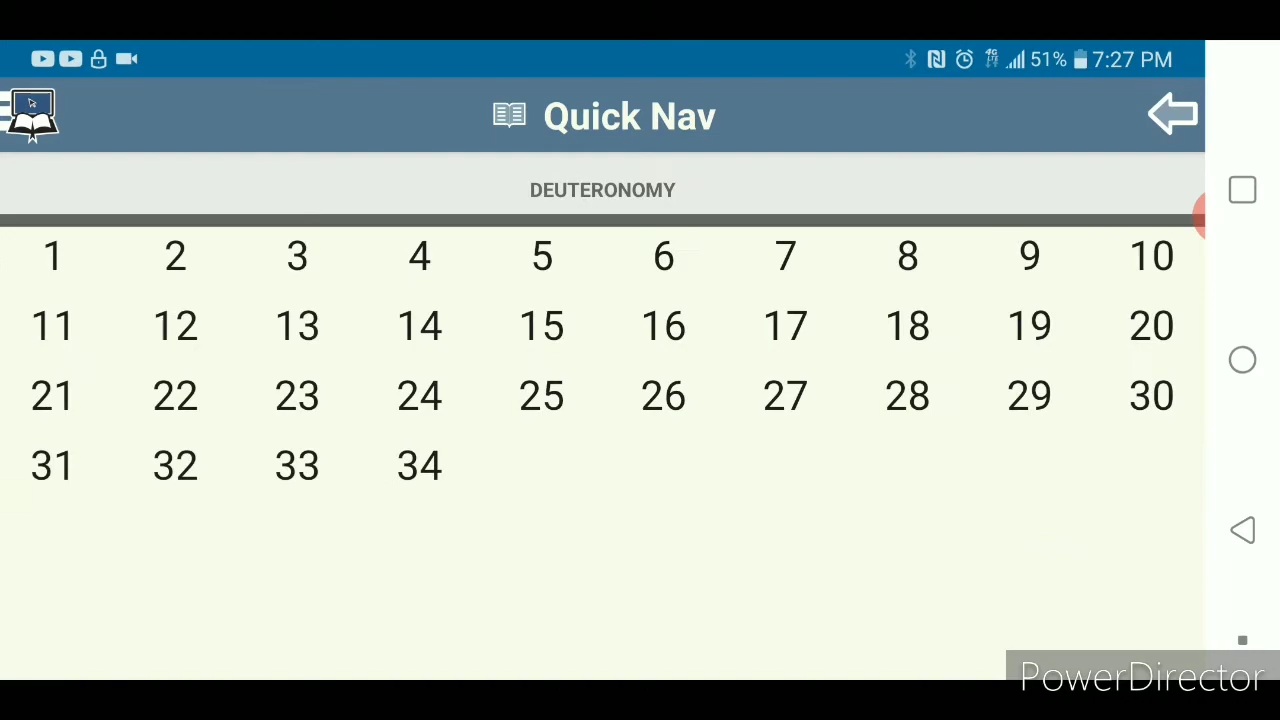 51% 7:27 PM
Quick Nav
DEUTERONOMY
1 2 3 4 5 6 7 8 9 10
11 12 13 14 15 16 17 18 19 20
21 22 23 24 25 26 27 28 29 30
31 32 33 34
PowerDirector